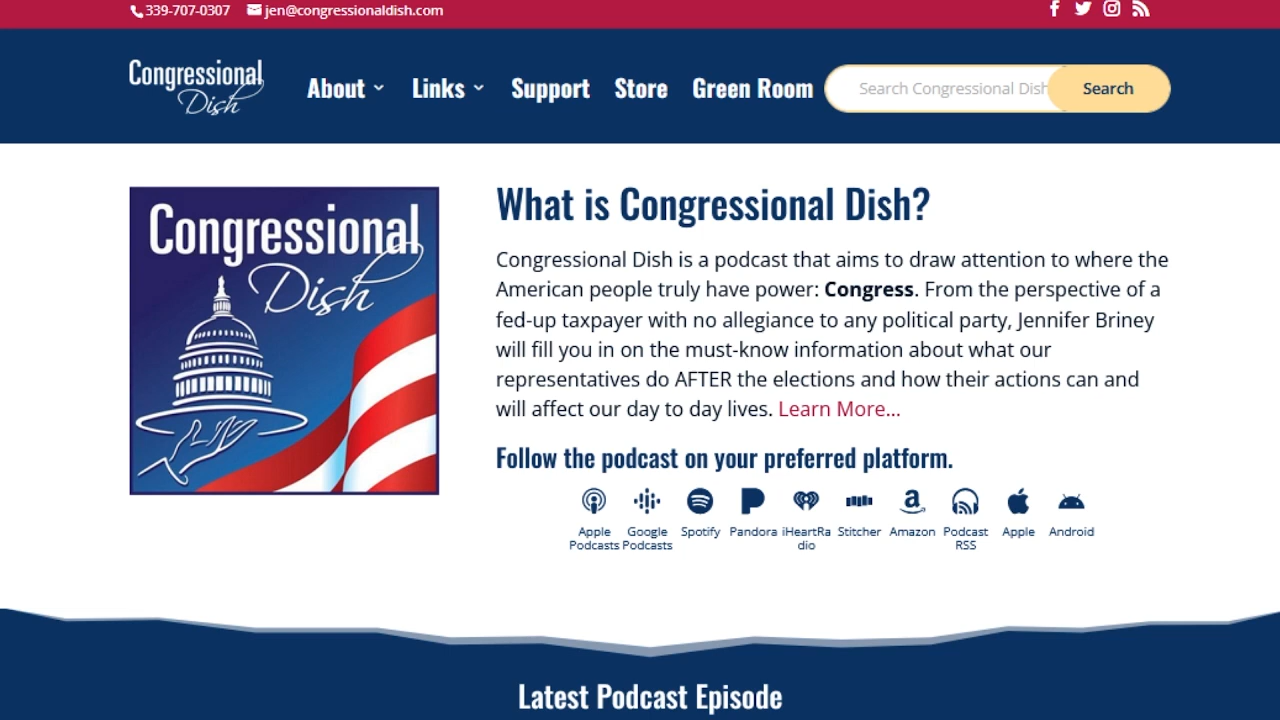 339-707-0307 jen@congressionaldish.com
Congressional
Dish
About Links Support Store Green Room Search Congressional Dish Search
Congressional
Dish
What is Congressional Dish?
Congressional Dish is a podcast that aims to draw attention to where the
American people truly have power: Congress. From the perspective of a
fed-up taxpayer with no allegiance to any political party, Jennifer Briney
will fill you in on the must-know information about what our
representatives do AFTER the elections and how their actions can and
will affect our day to day lives. Learn More...
Follow the podcast on your preferred platform.
Apple Google Spotify Pandora iHeartRa Stitcher Amazon Podcast Apple Android
Podcasts Podcasts dio RSS
Latest Podcast Episode